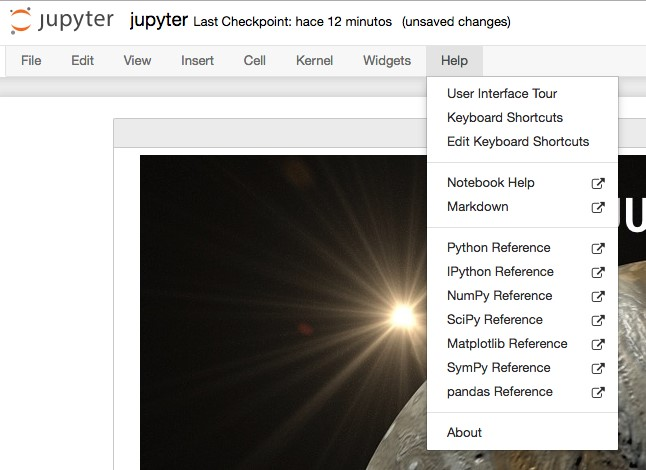 jupyter jupyter Last Checkpoint: hace 12 minutos (unsaved changes)
File Edit View Insert Cell Kernel Widgets Help
User Interface Tour
Keyboard Shortcuts
Edit Keyboard Shortcuts
Notebook Help
Markdown
Python Reference
IPython Reference
NumPy Reference
SciPy Reference
Matplotlib Reference
SymPy Reference
pandas Reference
About